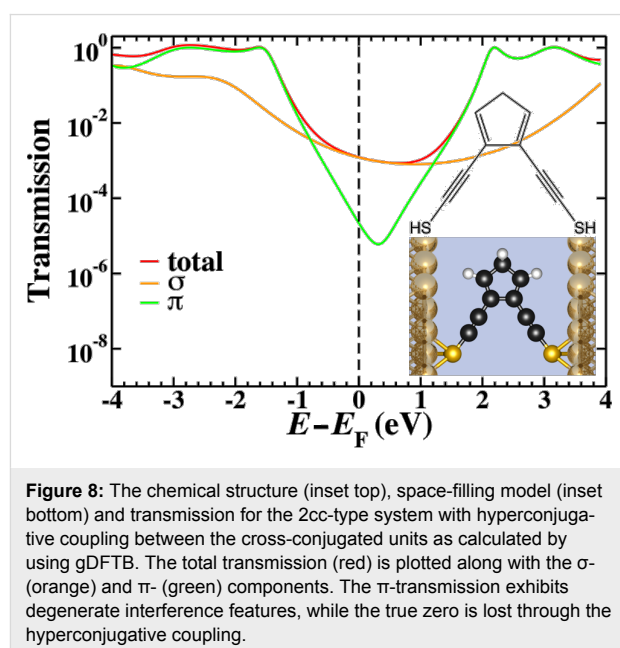 10⁰
10⁻²
10⁻⁴
10⁻⁶
10⁻⁸
Transmission
total
σ
π
HS
SH
-4 -3 -2 -1 0 1 2 3 4
E−E_F (eV)
Figure 8: The chemical structure (inset top), space-filling model (inset
bottom) and transmission for the 2cc-type system with hyperconjuga-
tive coupling between the cross-conjugated units as calculated by
using gDFTB. The total transmission (red) is plotted along with the σ-
(orange) and π- (green) components. The π-transmission exhibits
degenerate interference features, while the true zero is lost through the
hyperconjugative coupling.